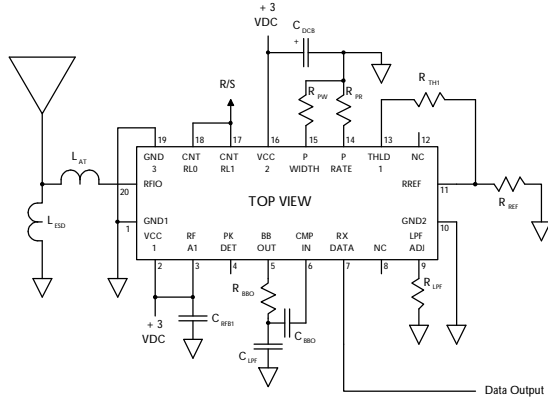 + 3
VDC
C DCB
+
R/S
R PW
R PR
R TH1
19
18
17
16
15
14
13
12
GND
3
CNT
RL0
CNT
RL1
VCC
2
P
WIDTH
P
RATE
THLD
1
NC
L AT
20
RFIO
RREF
11
TOP VIEW
R REF
L ESD
1
GND1
GND2
10
VCC
1
RF
A1
PK
DET
BB
OUT
CMP
IN
RX
DATA
NC
LPF
ADJ
2
3
4
5
6
7
8
9
R BBO
R LPF
+ 3
VDC
C RFB1
C BBO
C LPF
Data Output